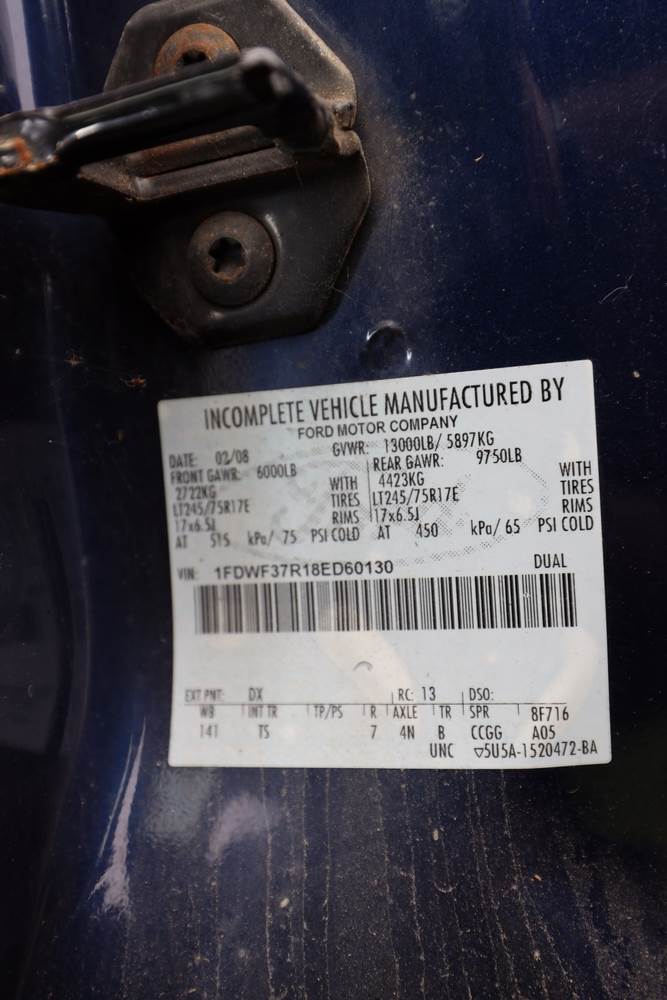 INCOMPLETE VEHICLE MANUFACTURED BY
FORD MOTOR COMPANY
DATE: 02/08 GVWR: 13000LB/ 5897KG
FRONT GAWR: 6000LB REAR GAWR: 9750LB
2722KG WITH 4423KG WITH
LT245/75R17E TIRES LT245/75R17E TIRES
17x6.5J RIMS 17x6.5J RIMS
AT 515 kPa/ 75 PSI COLD AT 450 kPa/ 65 PSI COLD
VIN: 1FDWF37R18ED60130 DUAL
EXT PNT: DX RC: 13 DSO:
WB INT TR TP/PS R AXLE TR SPR 8F716
141 TS 7 4N B CCGG A05
UNC ▽5U5A-1520472-BA